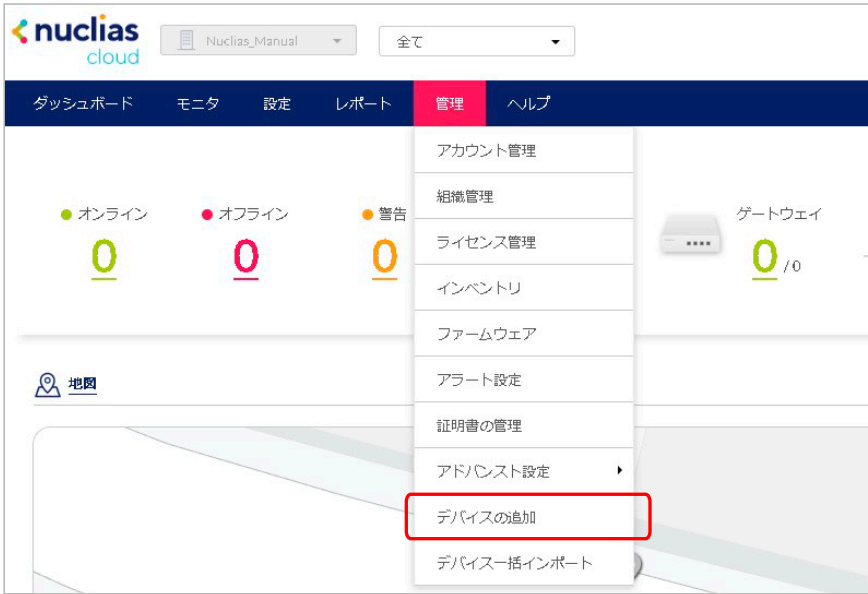 nuclias
cloud
Nuclias_Manual
全て
ダッシュボード
モニタ
設定
レポート
管理
ヘルプ
アカウント管理
組織管理
ライセンス管理
インベントリ
ファームウェア
アラート設定
証明書の管理
アドバンスト設定
デバイスの追加
デバイス一括インポート
オンライン
0
オフライン
0
警告
0
ゲートウェイ
0 /0
地図